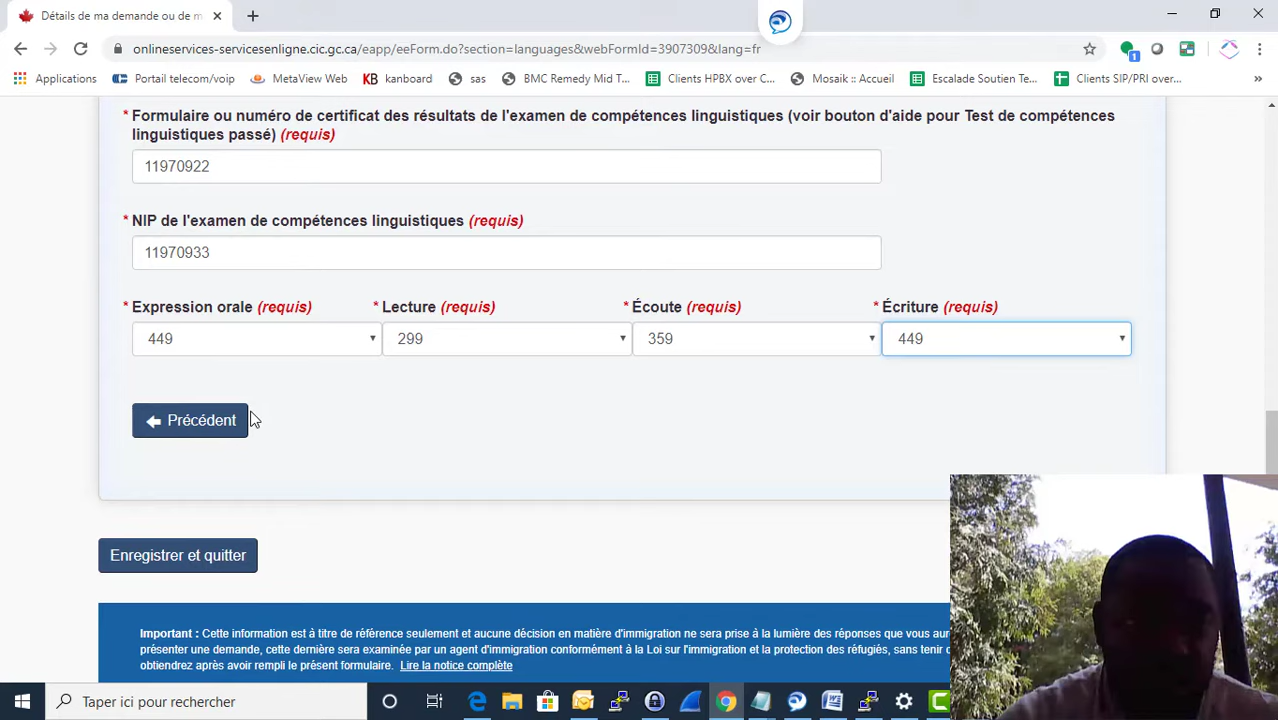 Détails de ma demande ou de m
onlineservices-servicesenligne.cic.gc.ca/eapp/eeForm.do?section=languages&webFormId=3907309&lang=fr
1
Applications
Portail telecom/voip
MetaView Web
KB kanboard
sas
BMC Remedy Mid T...
Clients HPBX over C...
Mosaik :: Accueil
Escalade Soutien Te...
Clients SIP/PRI over...
»
* Formulaire ou numéro de certificat des résultats de l'examen de compétences linguistiques (voir bouton d'aide pour Test de compétences
linguistiques passé) (requis)
11970922
* NIP de l'examen de compétences linguistiques (requis)
11970933
* Expression orale (requis) * Lecture (requis) * Écoute (requis) * Écriture (requis)
449 299 359 449
Précédent
Enregistrer et quitter
Important : Cette information est à titre de référence seulement et aucune décision en matière d'immigration ne sera prise à la lumière des réponses que vous aur
présenter une demande, cette dernière sera examinée par un agent d'immigration conformément à la Loi sur l'immigration et la protection des réfugiés, sans tenir c
obtiendrez après avoir rempli le présent formulaire. Lire la notice complète
Taper ici pour rechercher